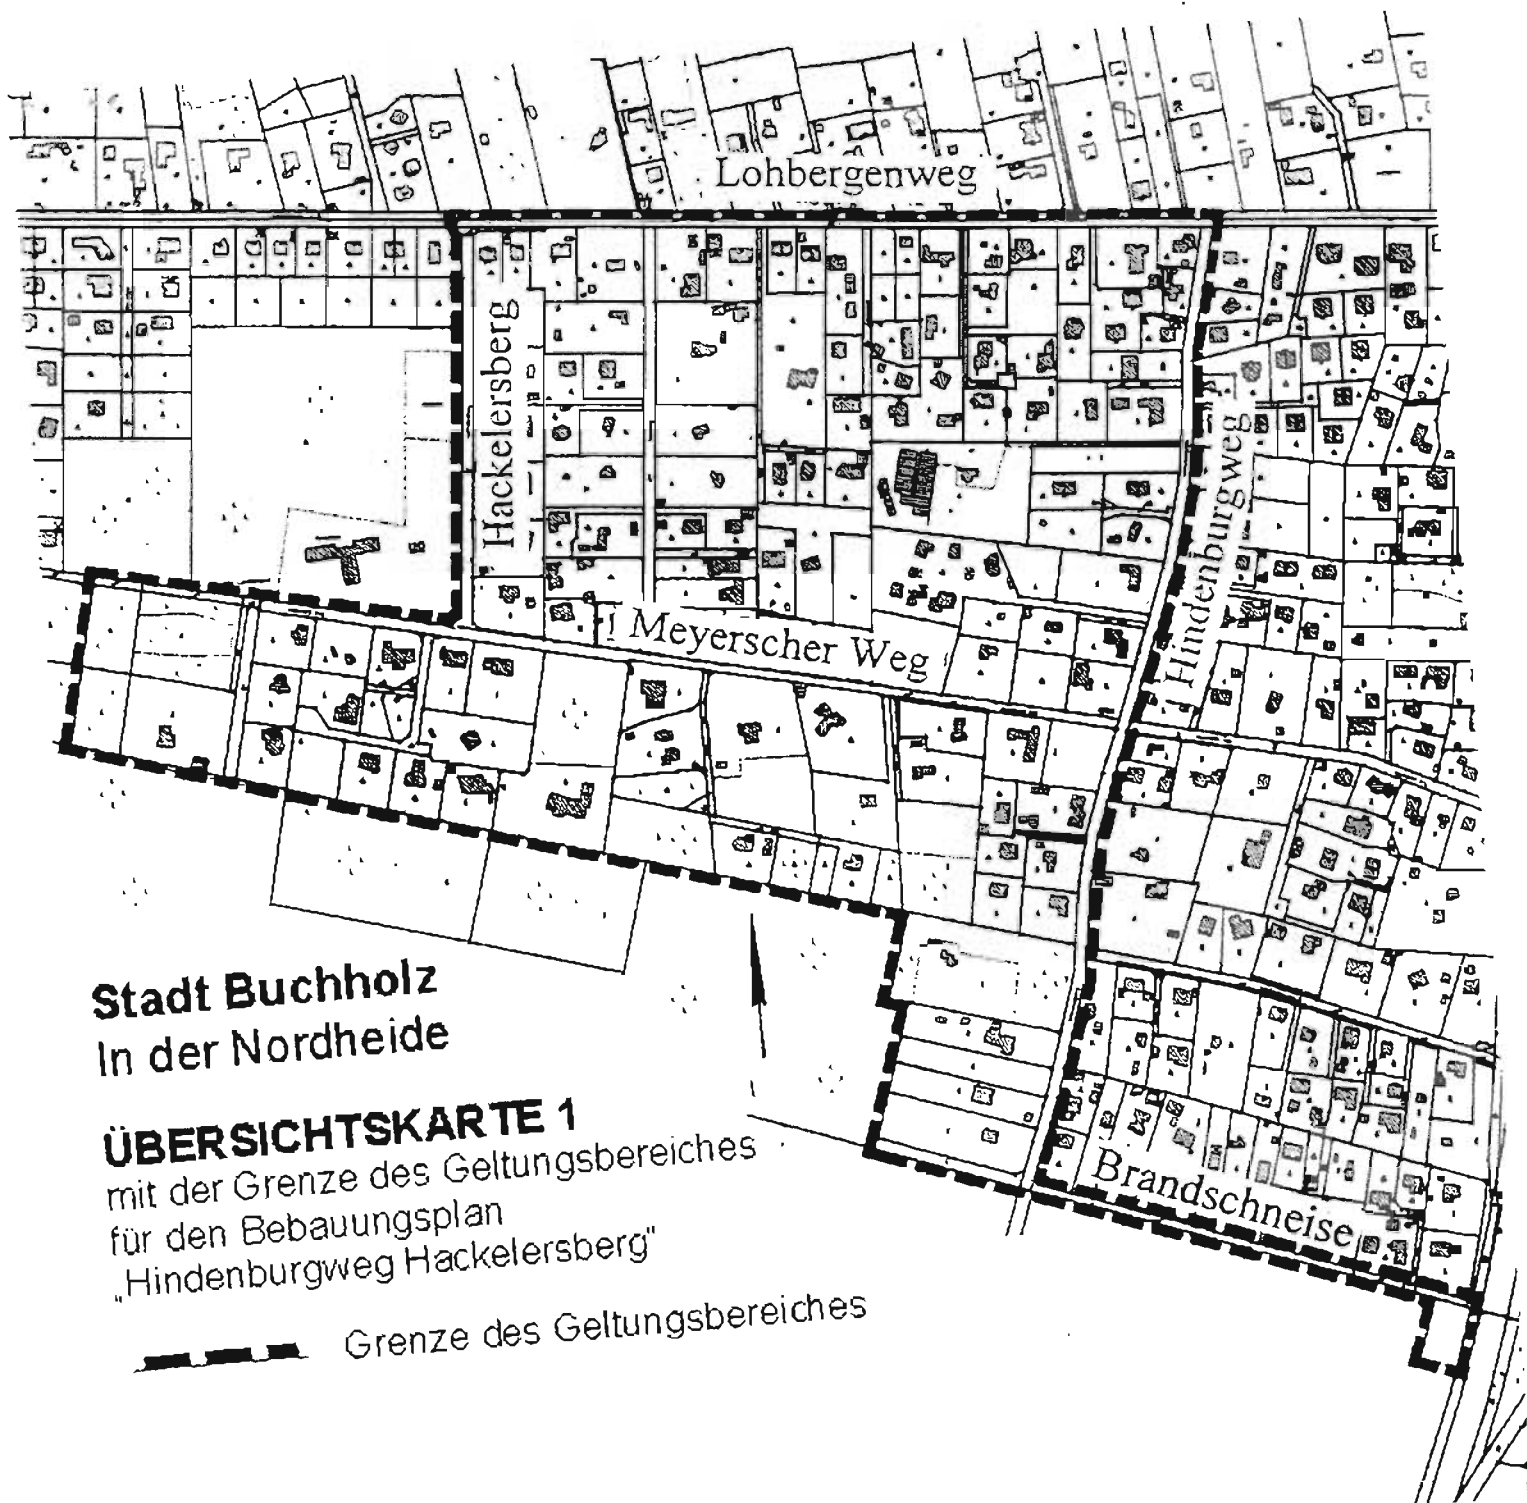 Lohbergenweg
Hackelersberg
Hindenburgweg
Meyerscher Weg
Brandschneise
Stadt Buchholz
In der Nordheide
ÜBERSICHTSKARTE 1
mit der Grenze des Geltungsbereiches
für den Bebauungsplan
„Hindenburgweg Hackelersberg"
Grenze des Geltungsbereiches